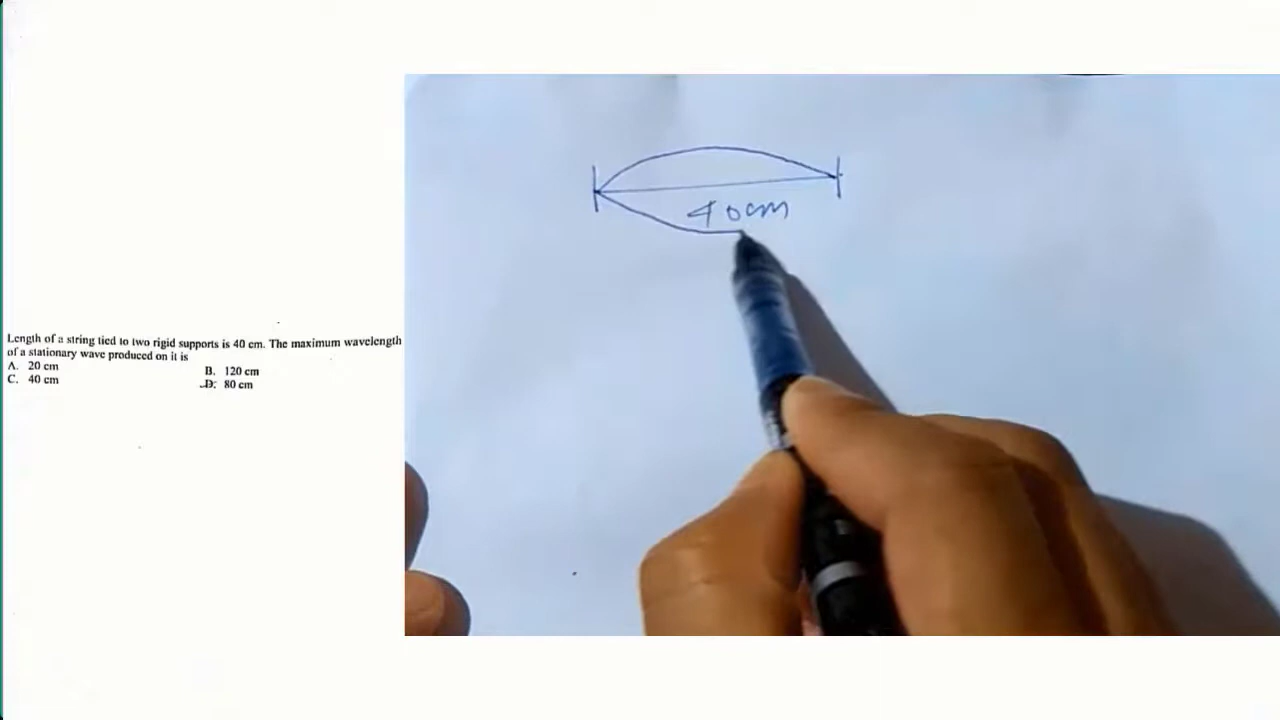 Length of a string tied to two rigid supports is 40 cm. The maximum wavelength
of a stationary wave produced on it is
A. 20 cm B. 120 cm
C. 40 cm D. 80 cm
40cm